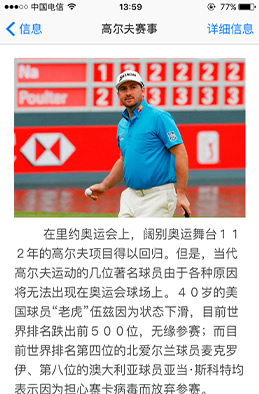 中国电信 13:59 77%
信息 高尔夫赛事 详细信息
Na 1 2 2 2 2 2
Poulter 2 3 3 3 3 3
HSBC
在里约奥运会上，阔别奥运舞台１１
２年的高尔夫项目得以回归。但是，当代
高尔夫运动的几位著名球员由于各种原因
将无法出现在奥运会球场上。４０岁的美
国球员“老虎”伍兹因为状态下滑，目前世
界排名跌出前５００位，无缘参赛；而目
前世界排名第四位的北爱尔兰球员麦克罗
伊、第八位的澳大利亚球员亚当·斯科特均
表示因为担心寨卡病毒而放弃参赛。